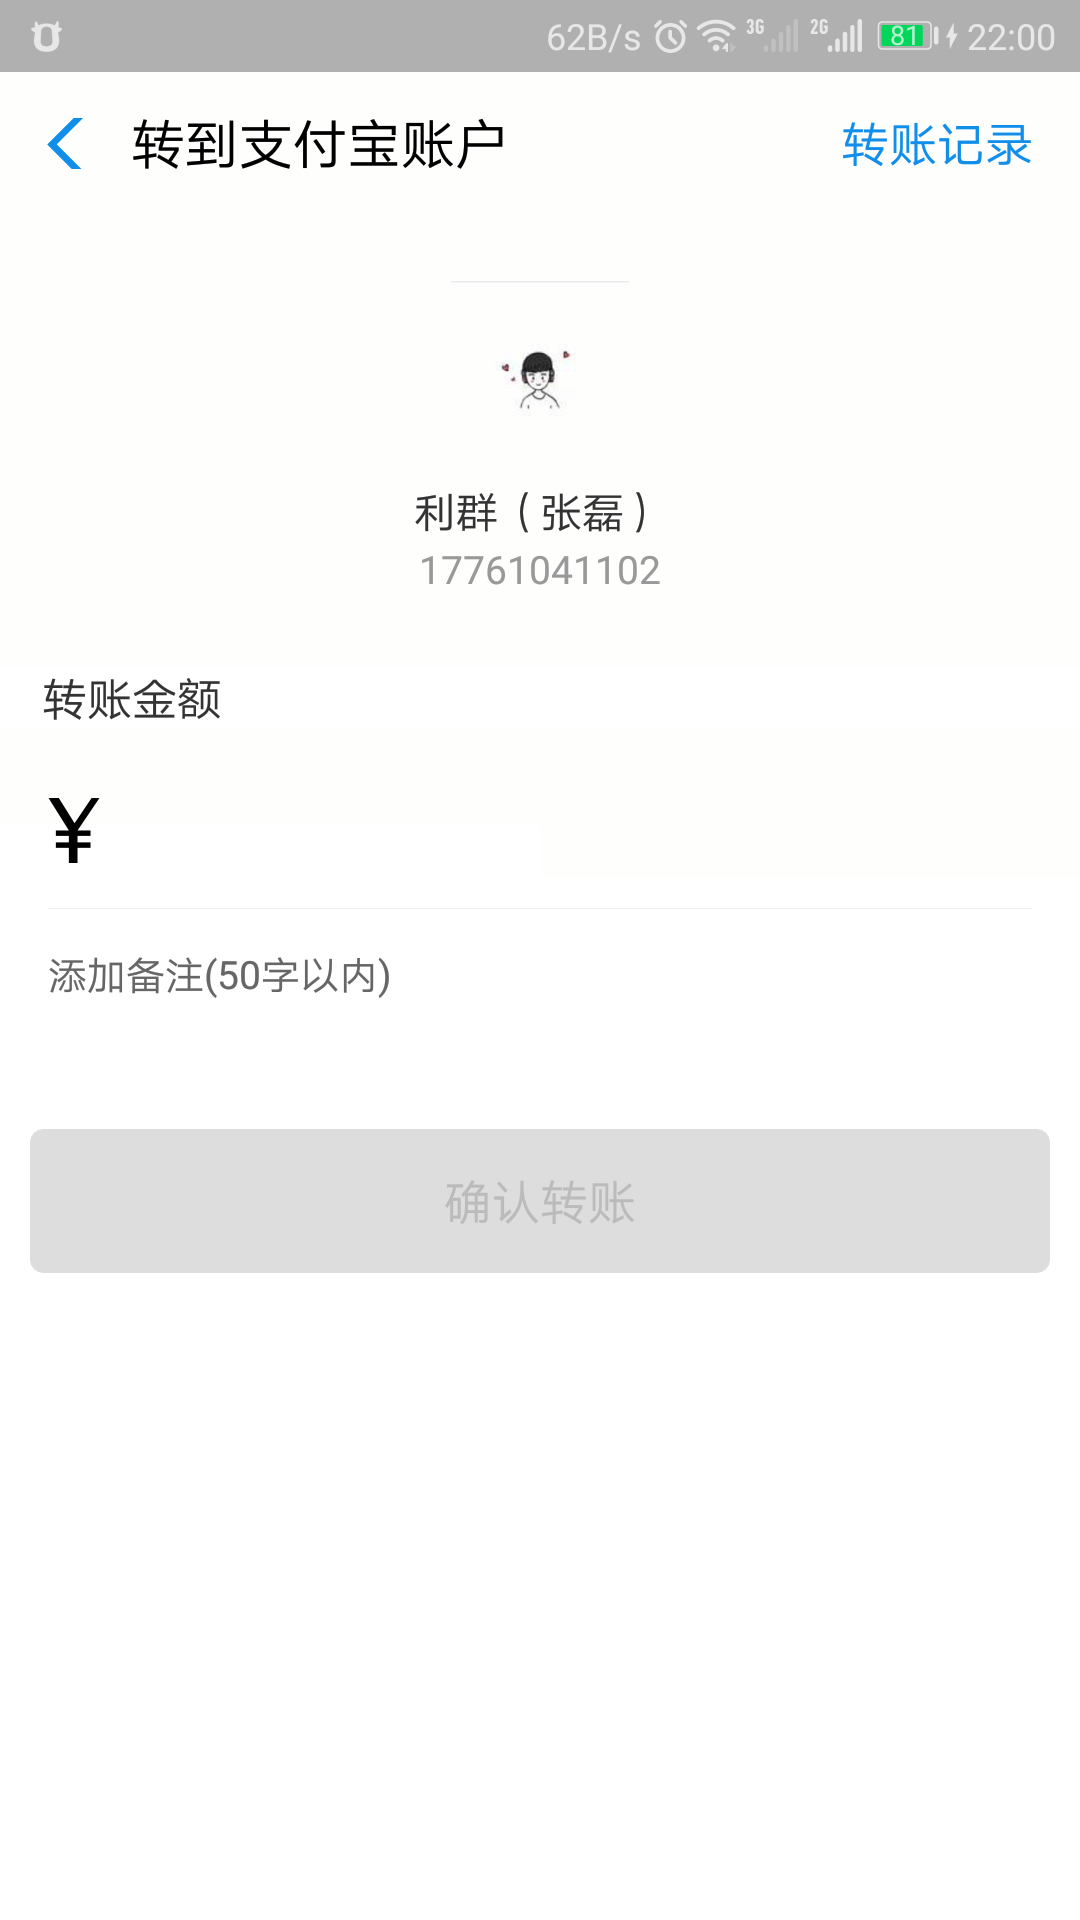 62B/s 3G 2G 81 22:00
转到支付宝账户 转账记录
利群（张磊）
17761041102
转账金额
¥
添加备注(50字以内)
确认转账